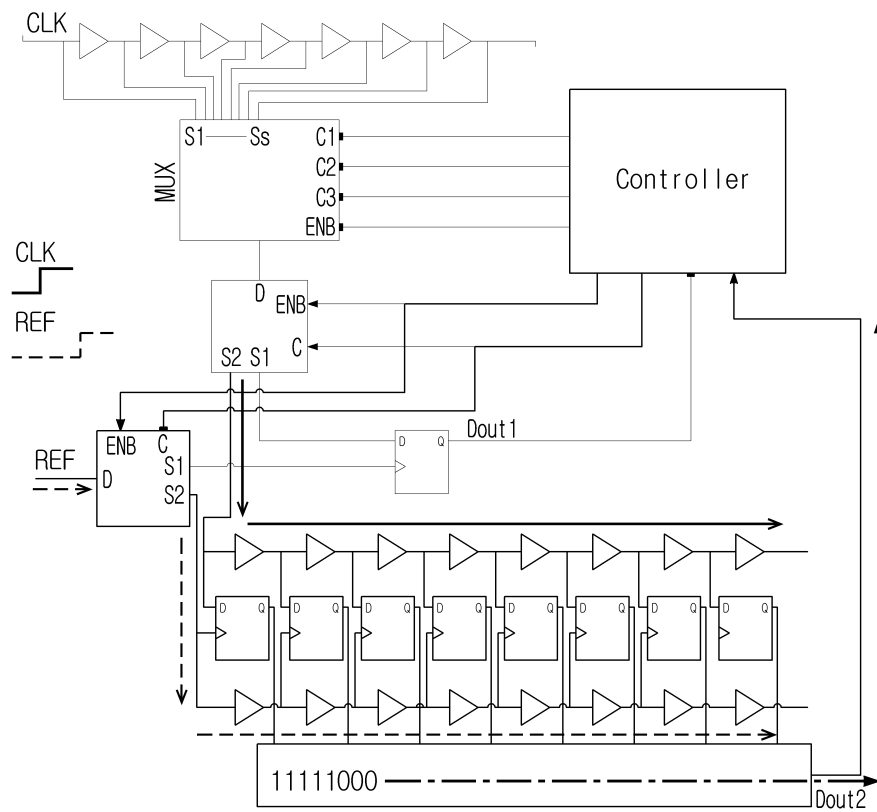 CLK
S1 Ss C1
C2
MUX
C3
ENB
Controller
CLK
REF
D
ENB
C
S2 S1
Dout1
D Q
ENB C
REF
D
S1
S2
D Q D Q D Q D Q D Q D Q D Q D Q
11111000
Dout2